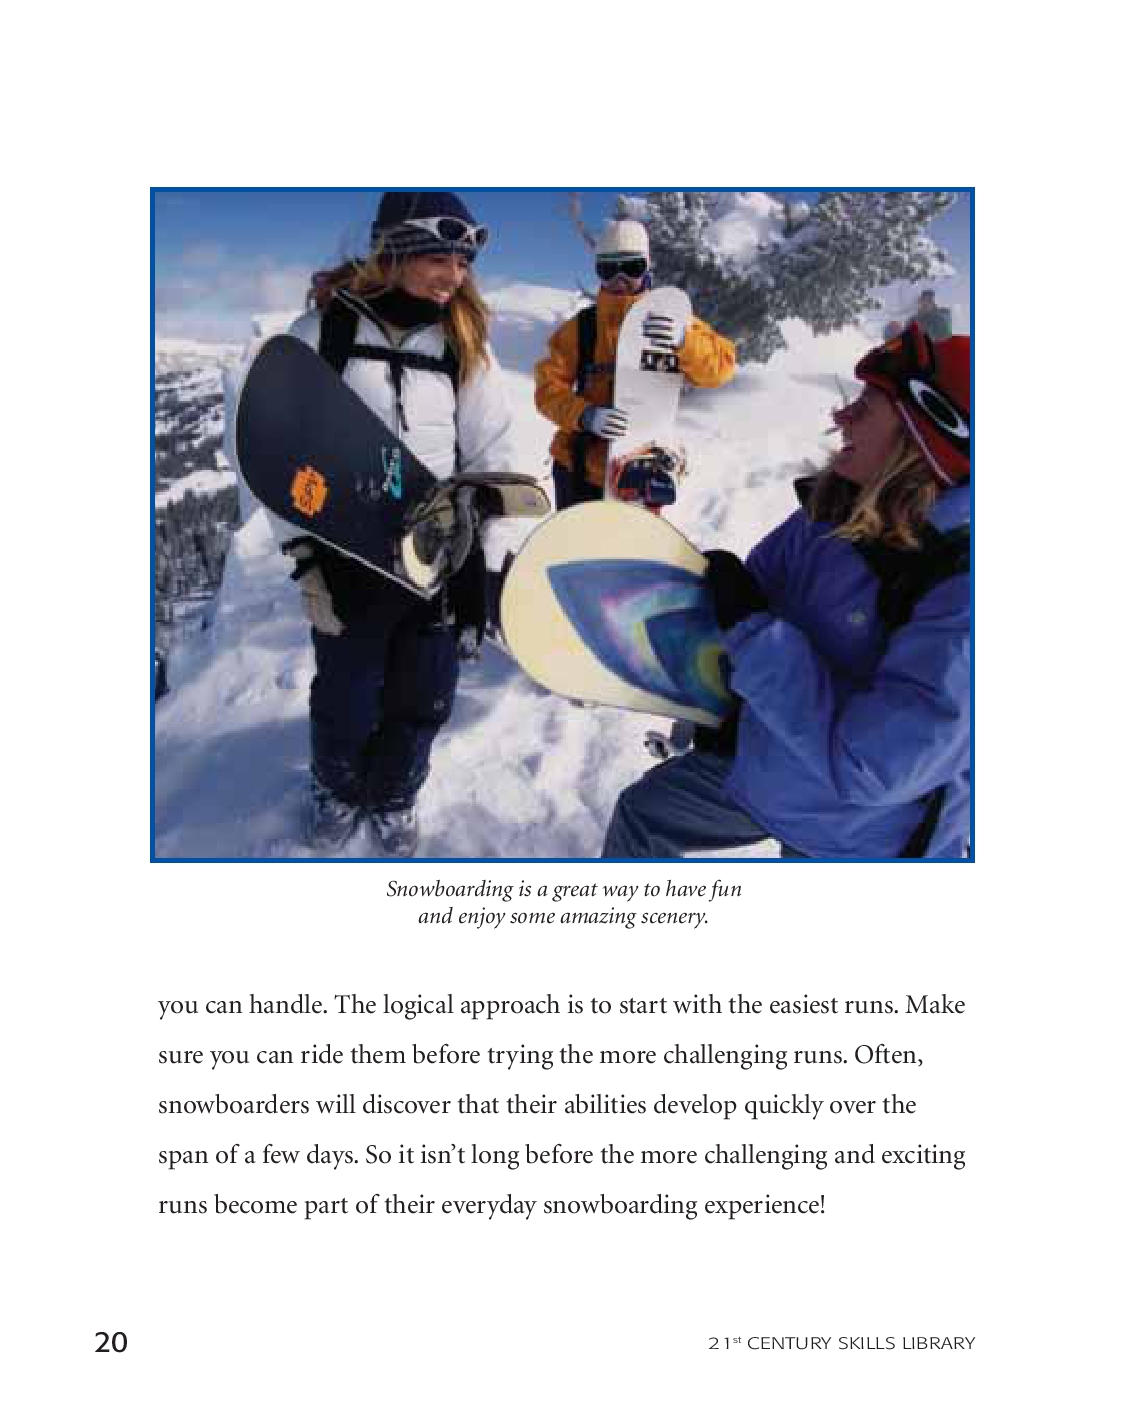 Snowboarding is a great way to have fun
and enjoy some amazing scenery.
you can handle. The logical approach is to start with the easiest runs. Make
sure you can ride them before trying the more challenging runs. Often,
snowboarders will discover that their abilities develop quickly over the
span of a few days. So it isn’t long before the more challenging and exciting
runs become part of their everyday snowboarding experience!
20
21st CENTURY SKILLS LIBRARY